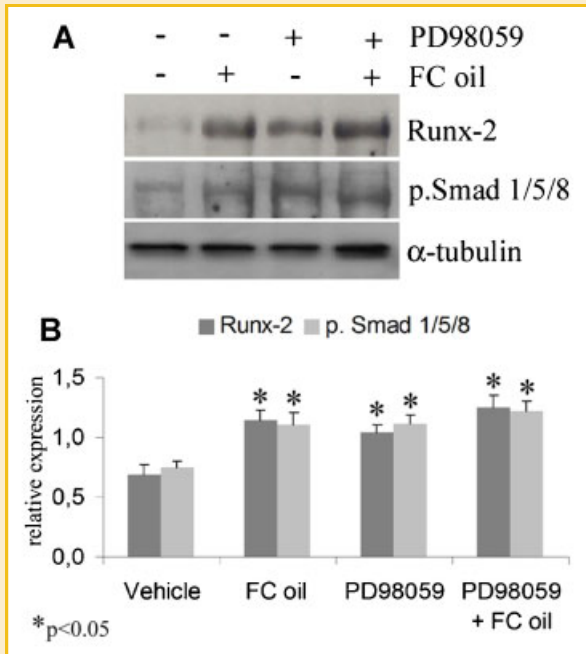 A
- - + + PD98059
- + - + FC oil
Runx-2
p.Smad 1/5/8
α-tubulin
B
Runx-2 p. Smad 1/5/8
relative expression
1,5
1,0
0,5
0,0
* * * * * *
Vehicle FC oil PD98059 PD98059
+ FC oil
*p<0.05